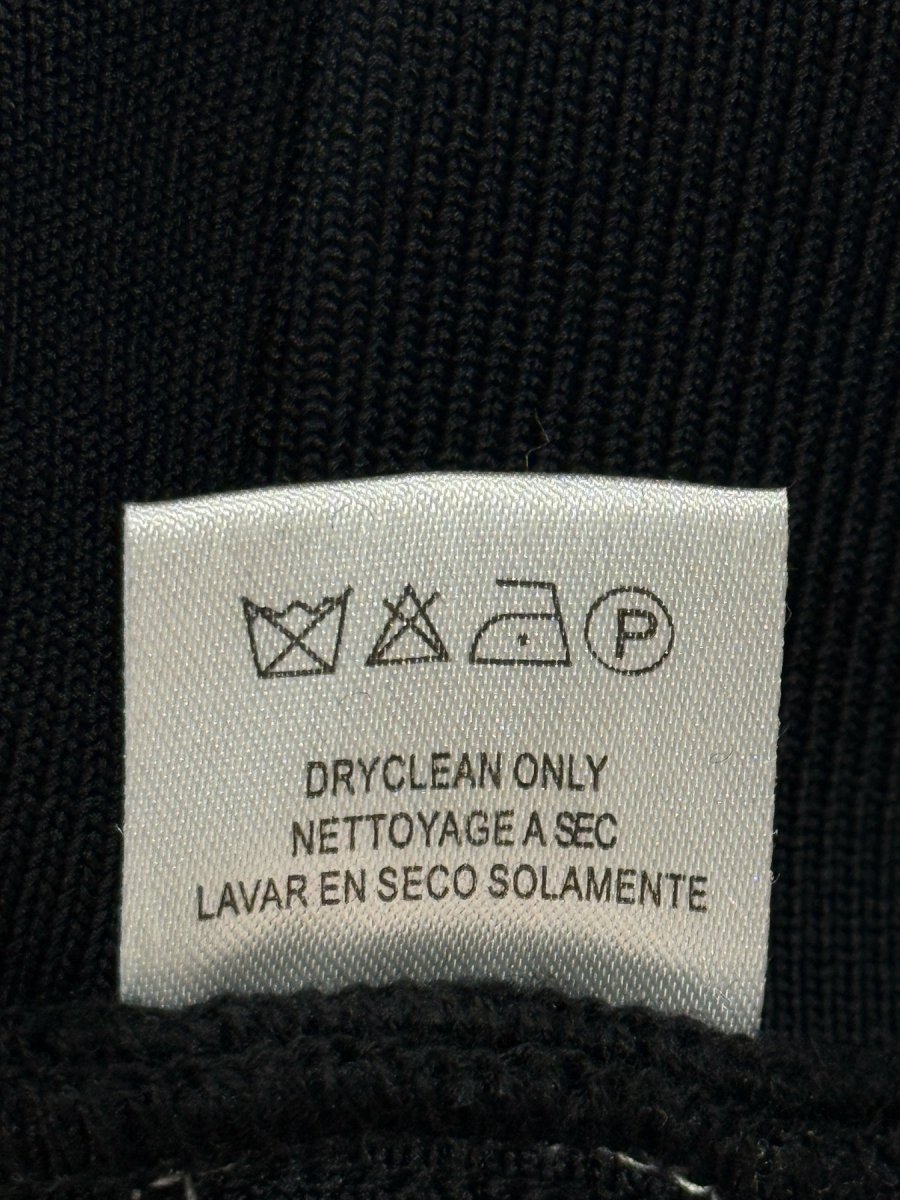 P
DRYCLEAN ONLY
NETTOYAGE A SEC
LAVAR EN SECO SOLAMENTE